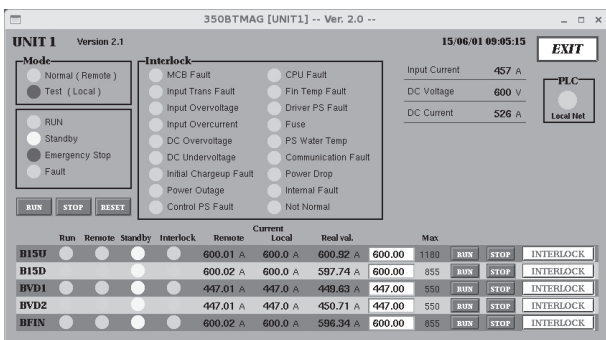 350BTMAG [UNIT1] -- Ver. 2.0 --
UNIT 1 Version 2.1
15/06/01 09:05:15
EXIT
Mode
Normal ( Remote )
Test ( Local )
RUN
Standby
Emergency Stop
Fault
RUN STOP RESET
Interlock
MCB Fault
Input Trans Fault
Input Overvoltage
Input Overcurrent
DC Overvoltage
DC Undervoltage
Initial Chargeup Fault
Power Outage
Control PS Fault
CPU Fault
Fin Temp Fault
Driver PS Fault
Fuse
PS Water Temp
Communication Fault
Power Drop
Internal Fault
Not Normal
Input Current 457 A
DC Voltage 600 V
DC Current 526 A
PLC
Local Net
Current
Run Remote Standby Interlock Remote Local Real val. Max
B15U 600.01 A 600.0 A 600.92 A 600.00 1180 RUN STOP INTERLOCK
B15D 600.02 A 600.0 A 597.74 A 600.00 855 RUN STOP INTERLOCK
BVD1 447.01 A 447.0 A 449.63 A 447.00 550 RUN STOP INTERLOCK
BVD2 447.01 A 447.0 A 450.71 A 447.00 550 RUN STOP INTERLOCK
BFIN 600.02 A 600.0 A 596.34 A 600.00 855 RUN STOP INTERLOCK